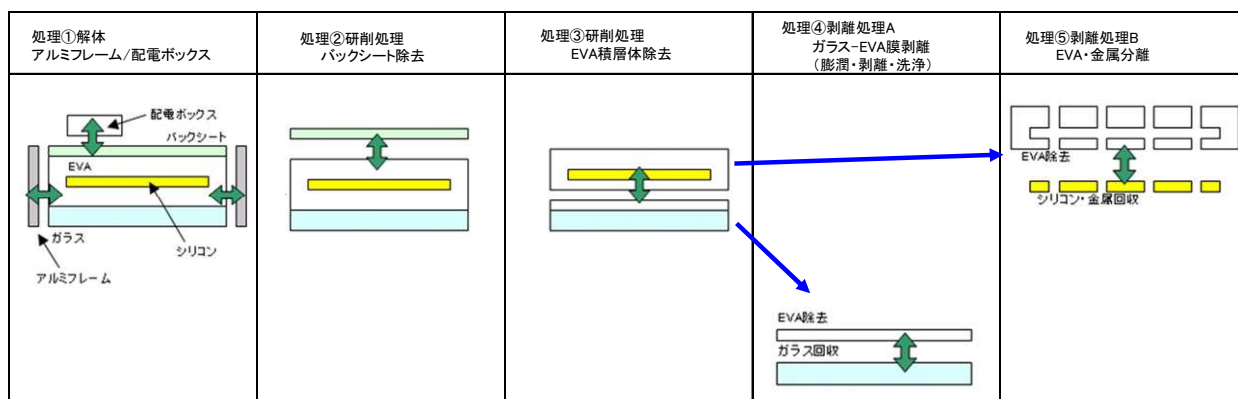 処理①解体
アルミフレーム/配電ボックス
処理②研削処理
バックシート除去
処理③研削処理
EVA積層体除去
処理④剥離処理A
ガラス-EVA膜剥離
(膨潤・剥離・洗浄)
処理⑤剥離処理B
EVA・金属分離
配電ボックス
バックシート
EVA
ガラス
シリコン
アルミフレーム
EVA除去
ガラス回収
EVA除去
シリコン・金属回収